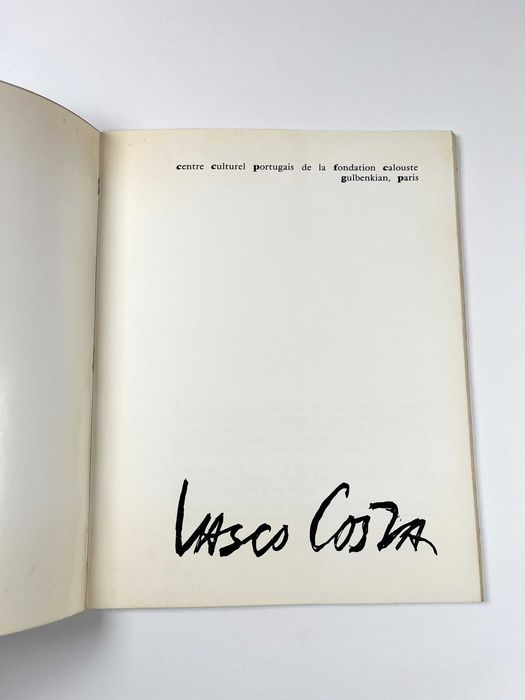 centre culturel portugais de la fondation calouste
gulbenkian, paris
VASCO COSTA